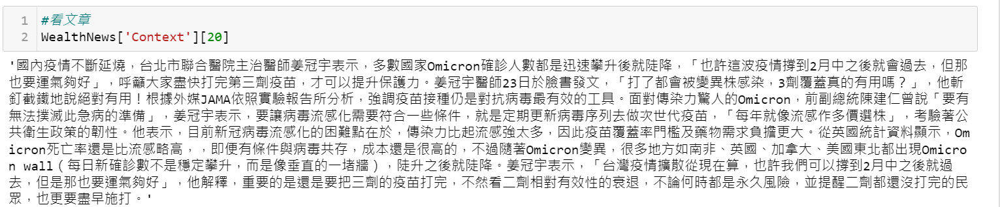 1 #看文章
2 WealthNews['Context'][20]
'國內疫情不斷延燒，台北市聯合醫院主治醫師姜冠宇表示，多數國家Omicron確診人數都是迅速攀升後就陡降，「也許這波疫情撐到2月中之後就會過去，但那
也要運氣夠好」，呼籲大家盡快打完第三劑疫苗，才可以提升保護力。姜冠宇醫師23日於臉書發文，「打了都會被變異株感染，3劑覆蓋真的有用嗎？」，他斬
釘截鐵地說絕對有用！根據外媒JAMA依照實驗報告所分析，強調疫苗接種仍是對抗病毒最有效的工具。面對傳染力驚人的Omicron，前副總統陳建仁曾說「要有
無法撲滅此急病的準備」，姜冠宇表示，要讓病毒流感化需要符合一些條件，就是定期更新病毒序列去做次世代疫苗，「每年就像流感作多價選株」，考驗著公
共衛生政策的韌性。他表示，目前新冠病毒流感化的困難點在於，傳染力比起流感強太多，因此疫苗覆蓋率門檻及藥物需求負擔更大。從英國統計資料顯示，Om
icron死亡率還是比流感略高，，即便有條件與病毒共存，成本還是很高的，不過隨著Omicron變異，很多地方如南非、英國、加拿大、美國東北都出現Omicro
n wall（每日新確診數不是穩定攀升，而是像垂直的一堵牆），陡升之後就陡降。姜冠宇表示，「台灣疫情擴散從現在算，也許我們可以撐到2月中之後就過
去，但是那也要運氣夠好」，他解釋，重要的是還是要把三劑的疫苗打完，不然看二劑相對有效性的衰退，不論何時都是永久風險，並提醒二劑都還沒打完的民
眾，也更要盡早施打。'